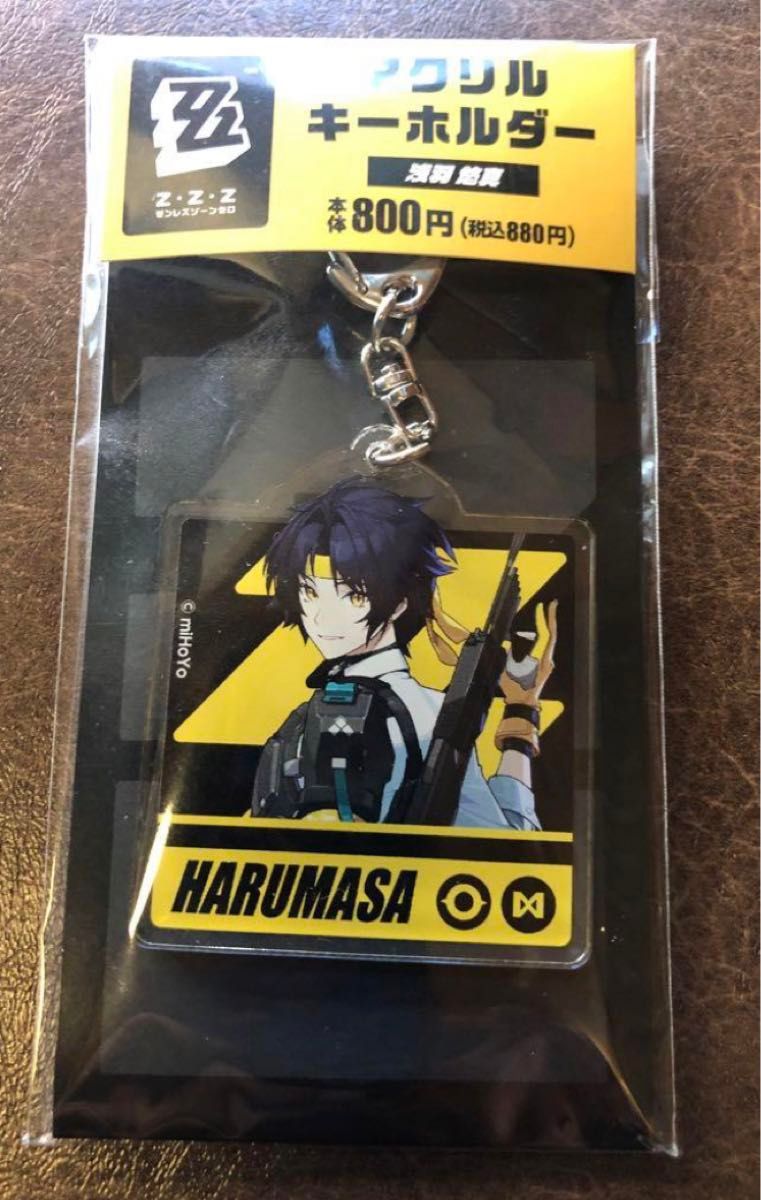 アクリル
キーホルダー
浅羽 悠真
本体800円(税込880円)
Z・Z・Z
ゼンレスゾーンゼロ
© miHoYo
HARUMASA